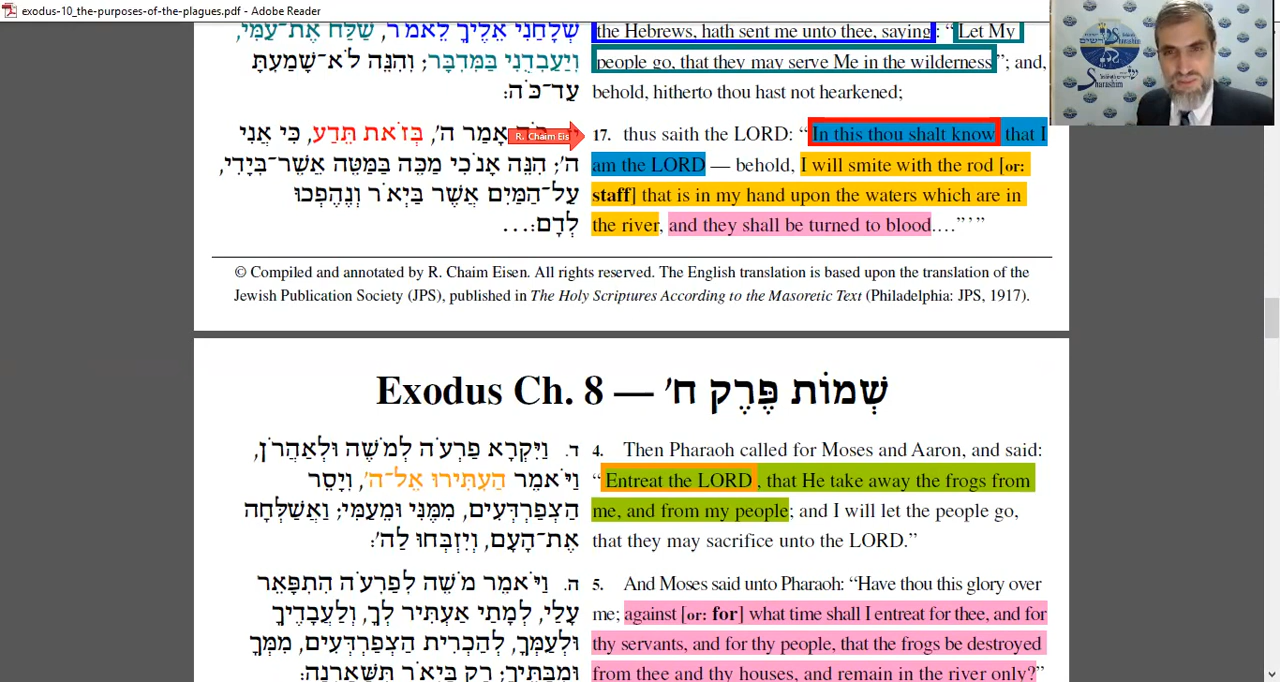 exodus-10_the-purposes-of-the-plagues.pdf - Adobe Reader
שְׁלָחַנִי אֵלֶיךָ לֵאמֹר, שַׁלַּח אֶת־עַמִּי,
וְיַעַבְדֻנִי בַּמִּדְבָּר; וְהִנֵּה לֹא־שָׁמַעְתָּ
עַד־כֹּה:
the Hebrews, hath sent me unto thee, saying: “Let My
people go, that they may serve Me in the wilderness”; and,
behold, hitherto thou hast not hearkened;
אָמַר ה', בְּזֹאת תֵּדַע, כִּי אֲנִי
ה'; הִנֵּה אָנֹכִי מַכֶּה בַּמַּטֶּה אֲשֶׁר־בְּיָדִי,
עַל־הַמַּיִם אֲשֶׁר בַּיְאֹר וְנֶהֶפְכוּ
לְדָם:...
R. Chaim Eis
17. thus saith the LORD: “In this thou shalt know that I
am the LORD — behold, I will smite with the rod [or:
staff] that is in my hand upon the waters which are in
the river, and they shall be turned to blood.…”’”
© Compiled and annotated by R. Chaim Eisen. All rights reserved. The English translation is based upon the translation of the
Jewish Publication Society (JPS), published in The Holy Scriptures According to the Masoretic Text (Philadelphia: JPS, 1917).
Exodus Ch. 8 — שְׁמוֹת פֶּרֶק ח'
ד. וַיִּקְרָא פַרְעֹה לְמֹשֶׁה וּלְאַהֲרֹן,
וַיֹּאמֶר הַעְתִּירוּ אֶל־ה', וְיָסֵר
הַצְפַרְדְּעִים, מִמֶּנִּי וּמֵעַמִּי; וַאֲשַׁלְּחָה
אֶת־הָעָם, וְיִזְבְּחוּ לַה':
4. Then Pharaoh called for Moses and Aaron, and said:
“Entreat the LORD, that He take away the frogs from
me, and from my people; and I will let the people go,
that they may sacrifice unto the LORD.”
ה. וַיֹּאמֶר מֹשֶׁה לְפַרְעֹה הִתְפָּאֵר
עָלַי, לְמָתַי אַעְתִּיר לְךָ, וְלַעֲבָדֶיךָ
וּלְעַמְּךָ, לְהַכְרִית הַצְפַרְדְּעִים, מִמְּךָ
וּמִבָּתֶּיךָ; רַק בַּיְאֹר תִּשָּׁאַרְנָה:
5. And Moses said unto Pharaoh: “Have thou this glory over
me; against [or: for] what time shall I entreat for thee, and for
thy servants, and for thy people, that the frogs be destroyed
from thee and thy houses, and remain in the river only?”
Sharashim
Sharashim